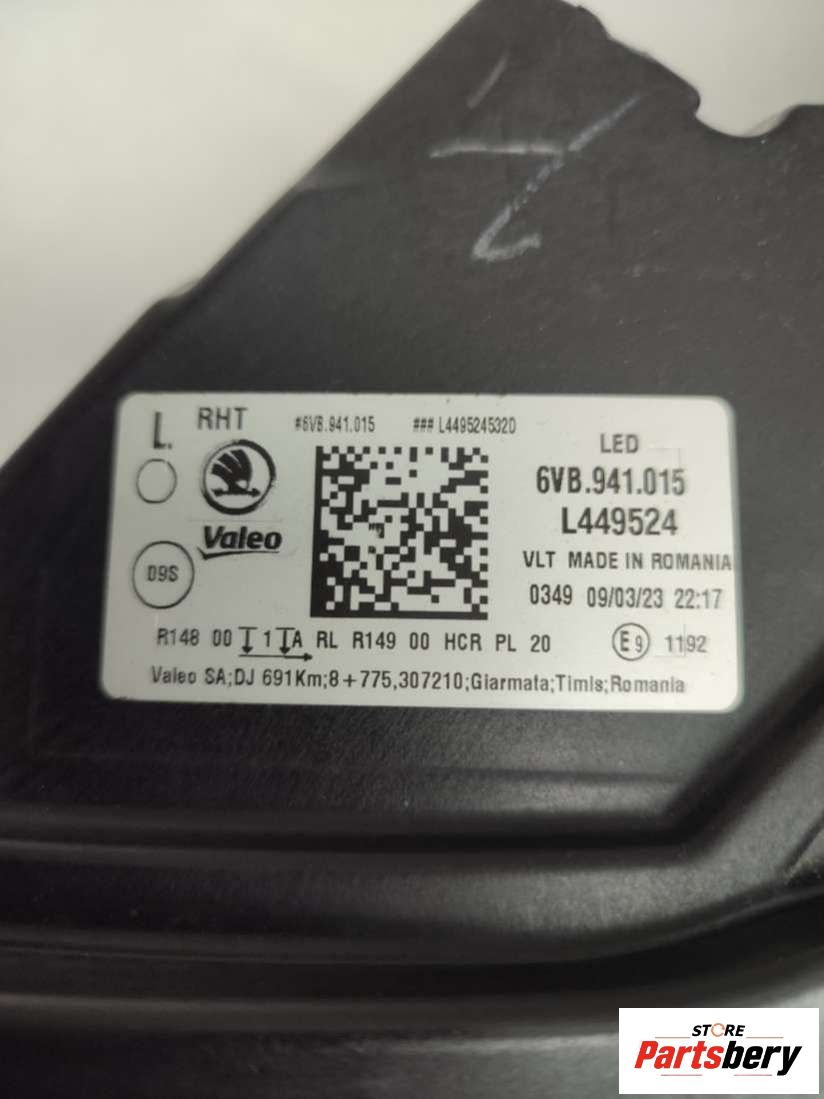 Z
L. RHT #6VB.941.015 ### L4495245320
LED
6VB.941.015
L449524
Valeo
VLT MADE IN ROMANIA
D9S
0349 09/03/23 22:17
R148 00 1 A RL R149 00 HCR PL 20 E9 1192
Valeo SA;DJ 691Km;8+775,307210;Giarmata;Timis;Romania
STORE
Partsbery